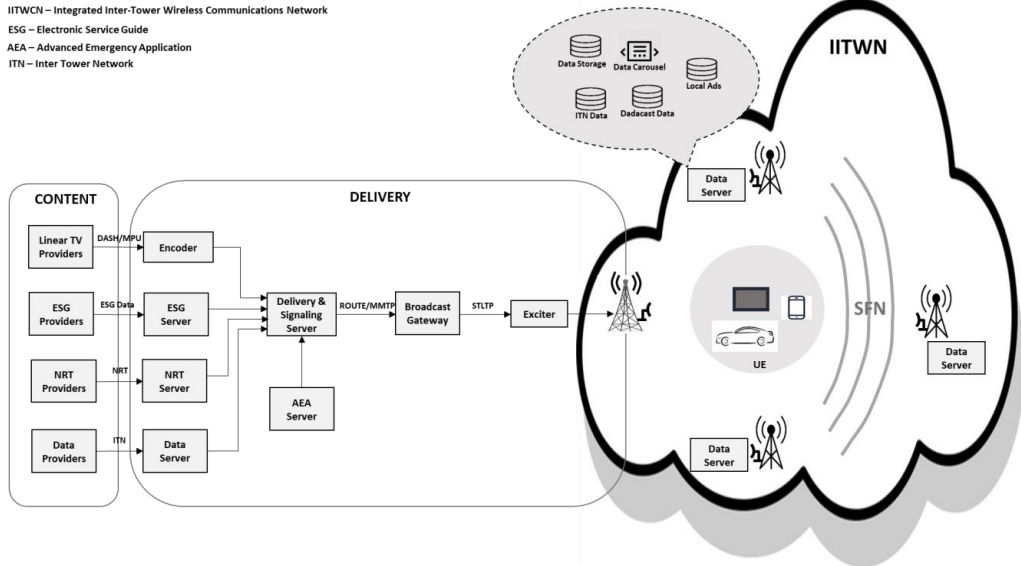 IITWCN – Integrated Inter-Tower Wireless Communications Network
ESG – Electronic Service Guide
AEA – Advanced Emergency Application
ITN – Inter Tower Network
CONTENT
Linear TV
Providers
ESG
Providers
NRT
Providers
Data
Providers
DASH/MPU
ESG Data
NRT
ITN
DELIVERY
Encoder
ESG
Server
NRT
Server
Data
Server
Delivery &
Signaling
Server
AEA
Server
ROUTE/MMTP
Broadcast
Gateway
STLTP
Exciter
Data Storage
Data Carousel
Local Ads
ITN Data
Dadacast Data
IITWN
Data
Server
UE
SFN
Data
Server
Data
Server